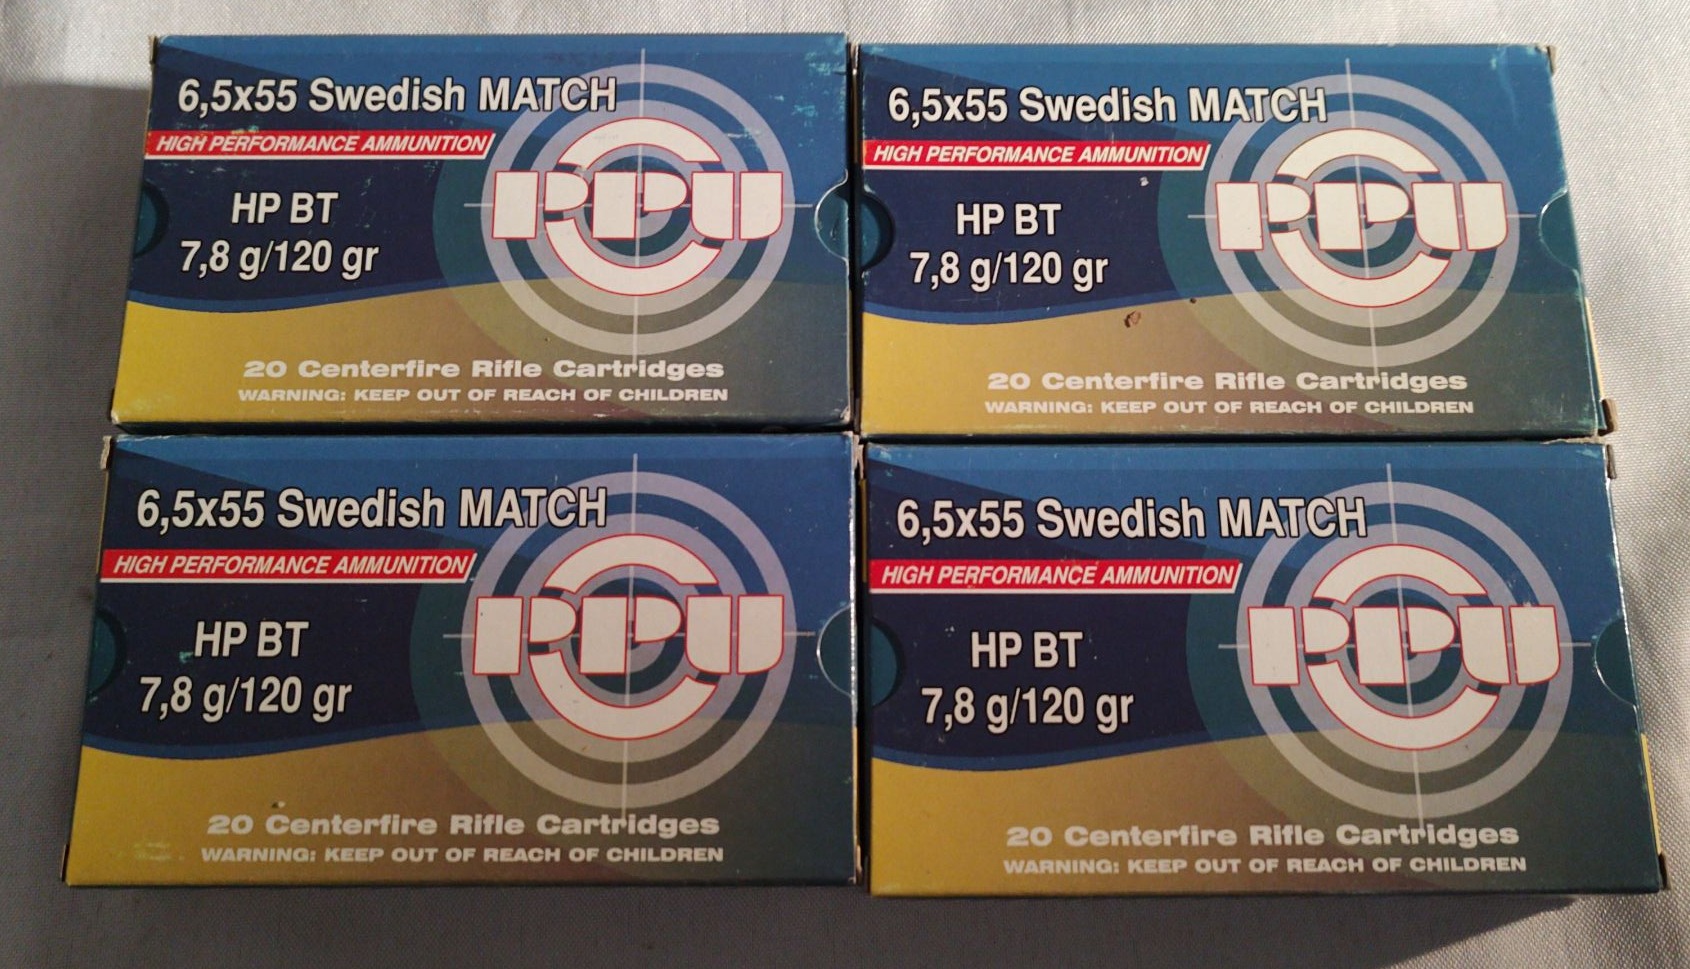 6,5x55 Swedish MATCH
HIGH PERFORMANCE AMMUNITION
HP BT
7,8 g/120 gr
PPU
20 Centerfire Rifle Cartridges
WARNING: KEEP OUT OF REACH OF CHILDREN
6,5x55 Swedish MATCH
HIGH PERFORMANCE AMMUNITION
HP BT
7,8 g/120 gr
PPU
20 Centerfire Rifle Cartridges
WARNING: KEEP OUT OF REACH OF CHILDREN
6,5x55 Swedish MATCH
HIGH PERFORMANCE AMMUNITION
HP BT
7,8 g/120 gr
PPU
20 Centerfire Rifle Cartridges
WARNING: KEEP OUT OF REACH OF CHILDREN
6,5x55 Swedish MATCH
HIGH PERFORMANCE AMMUNITION
HP BT
7,8 g/120 gr
PPU
20 Centerfire Rifle Cartridges
WARNING: KEEP OUT OF REACH OF CHILDREN